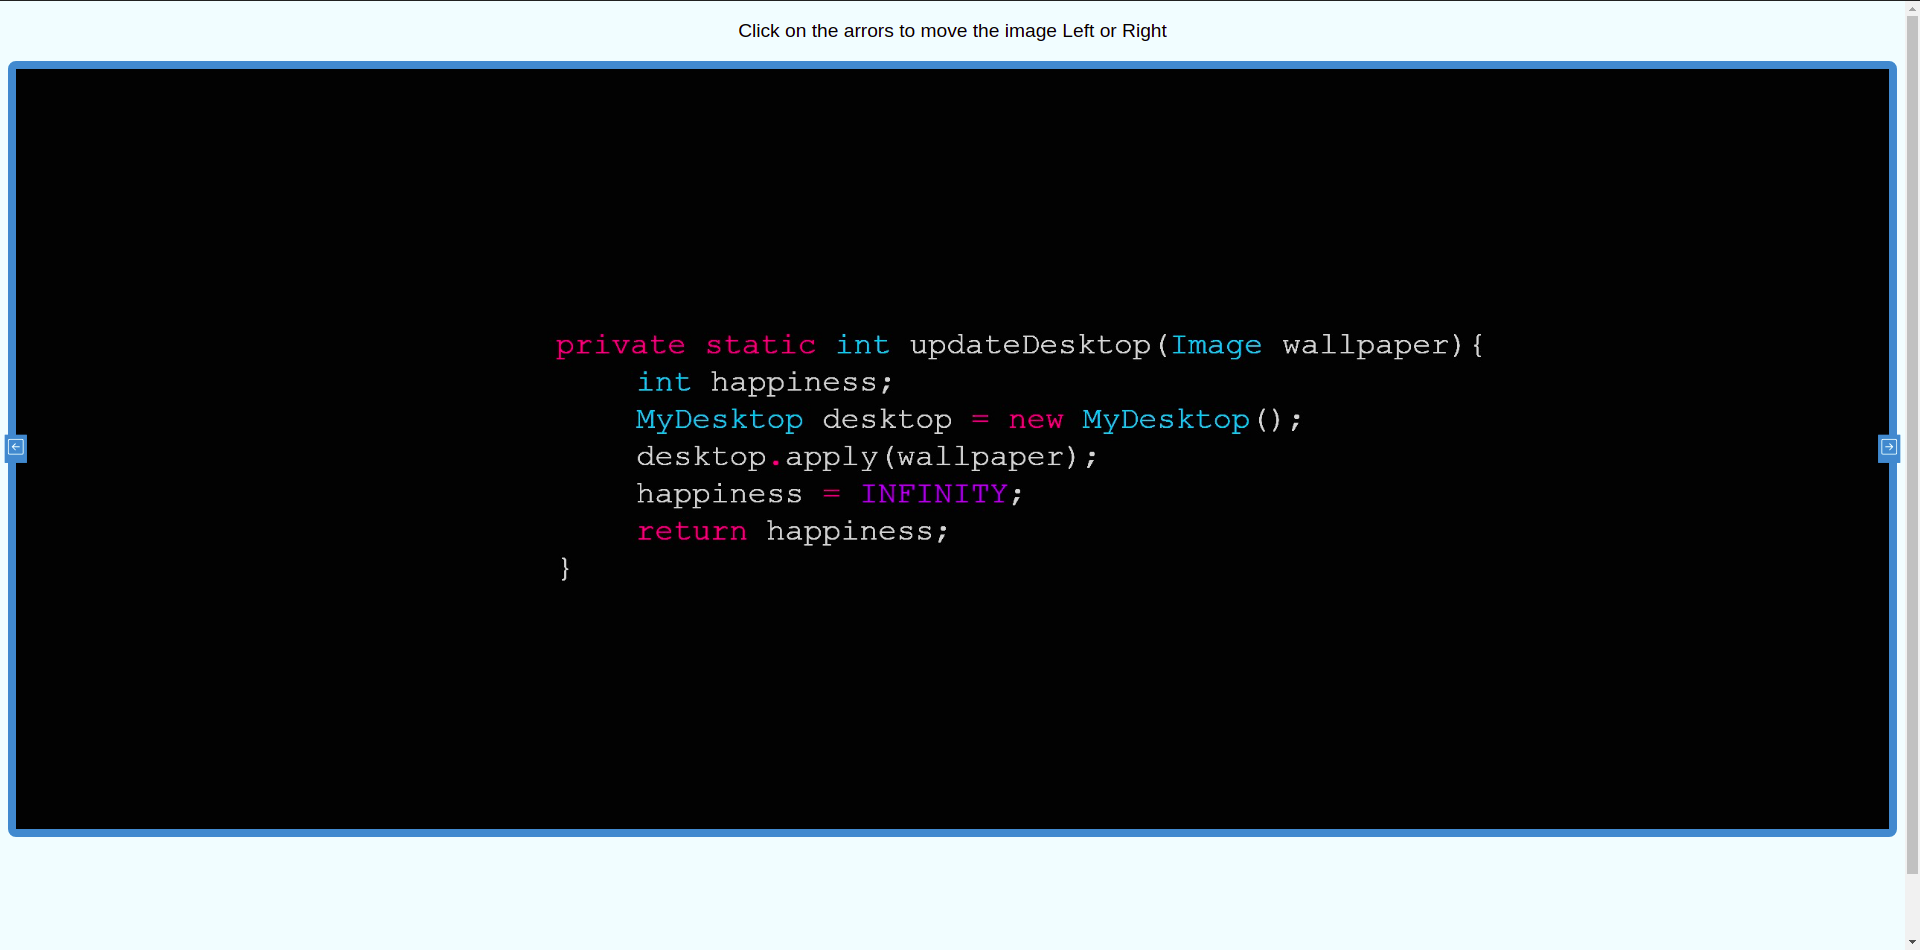 Click on the arrors to move the image Left or Right
private static int updateDesktop(Image wallpaper){
int happiness;
MyDesktop desktop = new MyDesktop();
desktop.apply(wallpaper);
happiness = INFINITY;
return happiness;
}